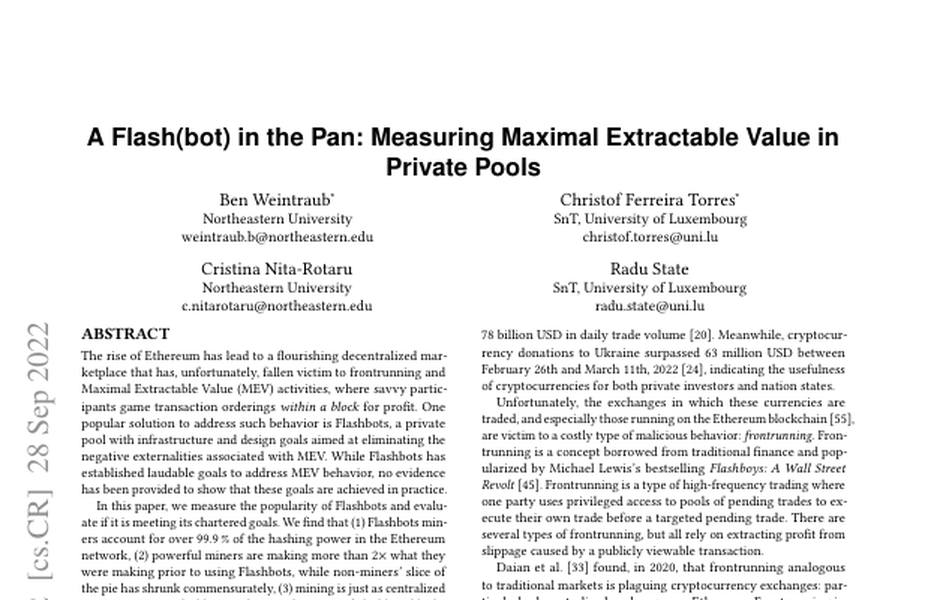 A Flash(bot) in the Pan: Measuring Maximal Extractable Value in
Private Pools
Ben Weintraub*
Northeastern University
weintraub.b@northeastern.edu
Christof Ferreira Torres*
SnT, University of Luxembourg
christof.torres@uni.lu
Cristina Nita-Rotaru
Northeastern University
c.nitarotaru@northeastern.edu
Radu State
SnT, University of Luxembourg
radu.state@uni.lu
ABSTRACT
The rise of Ethereum has lead to a flourishing decentralized mar-
ketplace that has, unfortunately, fallen victim to frontrunning and
Maximal Extractable Value (MEV) activities, where savvy partic-
ipants game transaction orderings within a block for profit. One
popular solution to address such behavior is Flashbots, a private
pool with infrastructure and design goals aimed at eliminating the
negative externalities associated with MEV. While Flashbots has
established laudable goals to address MEV behavior, no evidence
has been provided to show that these goals are achieved in practice.
In this paper, we measure the popularity of Flashbots and evalu-
ate if it is meeting its chartered goals. We find that (1) Flashbots min-
ers account for over 99.9 % of the hashing power in the Ethereum
network, (2) powerful miners are making more than 2× what they
were making prior to using Flashbots, while non-miners' slice of
the pie has shrunk commensurately, (3) mining is just as centralized
78 billion USD in daily trade volume [20]. Meanwhile, cryptocur-
rency donations to Ukraine surpassed 63 million USD between
February 26th and March 11th, 2022 [24], indicating the usefulness
of cryptocurrencies for both private investors and nation states.
Unfortunately, the exchanges in which these currencies are
traded, and especially those running on the Ethereum blockchain [55],
are victim to a costly type of malicious behavior: frontrunning. Fron-
trunning is a concept borrowed from traditional finance and pop-
ularized by Michael Lewis's bestselling Flashboys: A Wall Street
Revolt [45]. Frontrunning is a type of high-frequency trading where
one party uses privileged access to pools of pending trades to ex-
ecute their own trade before a targeted pending trade. There are
several types of frontrunning, but all rely on extracting profit from
slippage caused by a publicly viewable transaction.
Daian et al. [33] found, in 2020, that frontrunning analogous
to traditional markets is plaguing cryptocurrency exchanges: par-
[cs.CR] 28 Sep 2022